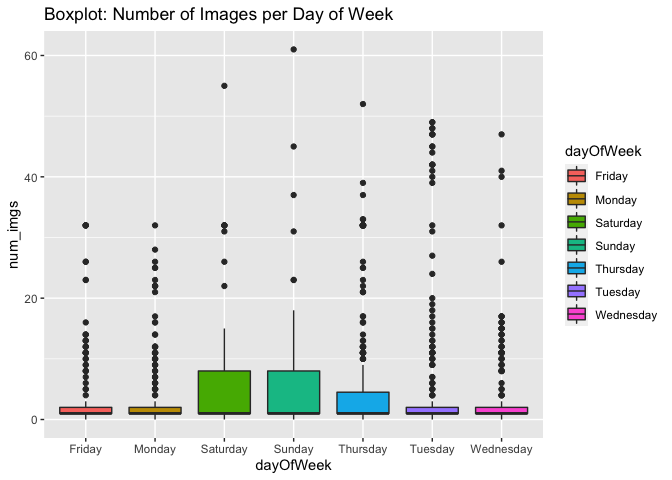 Boxplot: Number of Images per Day of Week
60
40
20
0
num_imgs
Friday
Monday
Saturday
Sunday
Thursday
Tuesday
Wednesday
dayOfWeek
dayOfWeek
Friday
Monday
Saturday
Sunday
Thursday
Tuesday
Wednesday